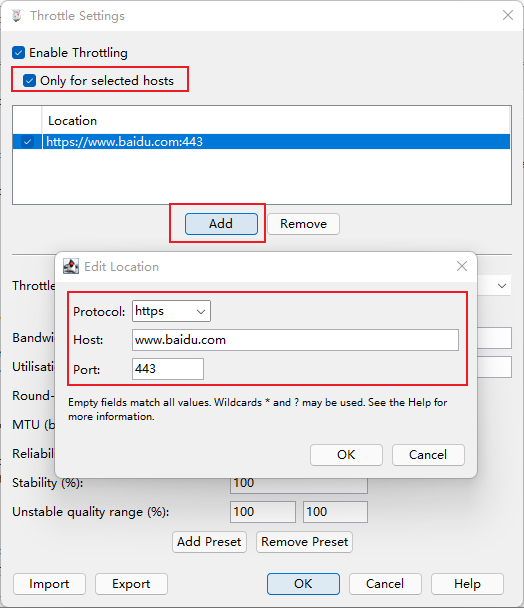 Throttle Settings
Enable Throttling
Only for selected hosts
Location
https://www.baidu.com:443
Add Remove
Edit Location
Protocol: https
Host: www.baidu.com
Port: 443
Empty fields match all values. Wildcards * and ? may be used. See the Help for
more information.
OK Cancel
Throttle
Utilisatio
Round-
MTU (b
Stability (%): 100
Unstable quality range (%): 100 100
Add Preset Remove Preset
Import Export OK Cancel Help